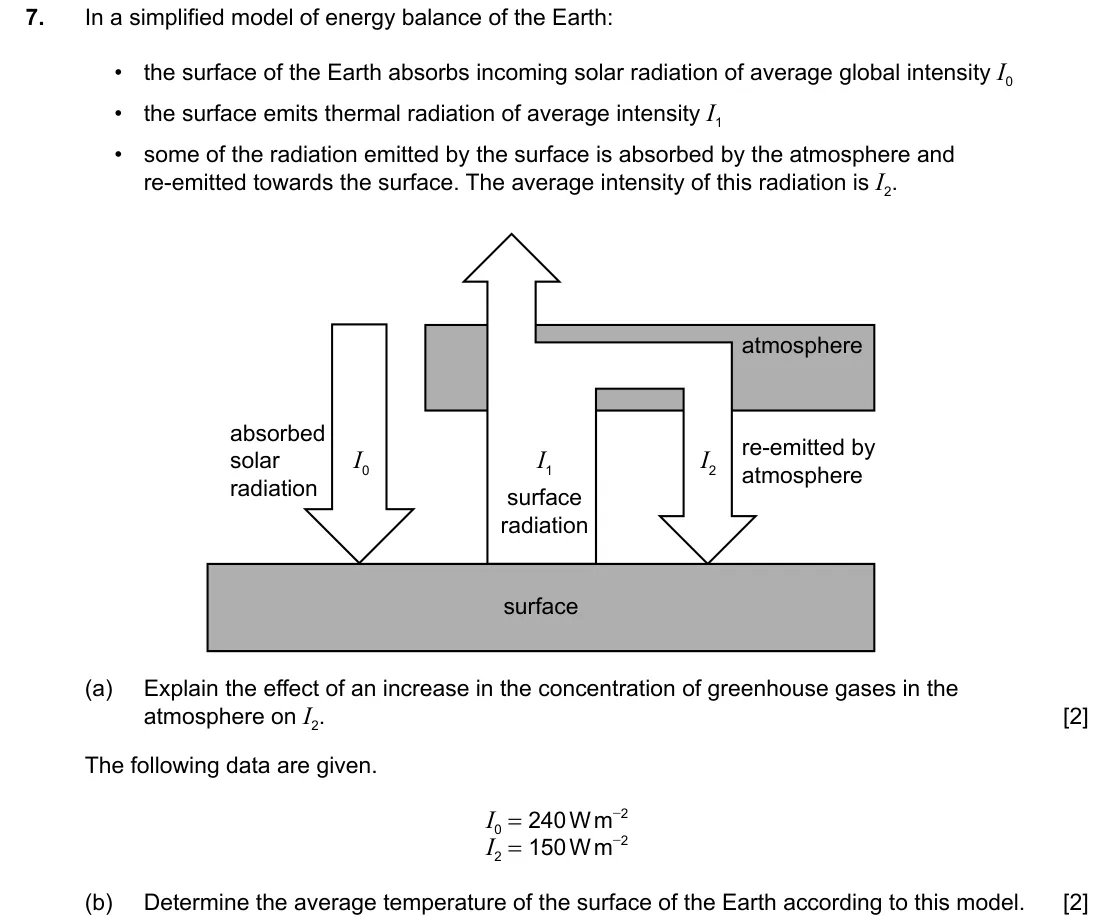 7. In a simplified model of energy balance of the Earth:
• the surface of the Earth absorbs incoming solar radiation of average global intensity I₀
• the surface emits thermal radiation of average intensity I₁
• some of the radiation emitted by the surface is absorbed by the atmosphere and
re-emitted towards the surface. The average intensity of this radiation is I₂.
atmosphere
absorbed
solar
radiation
I₀
I₁
surface
radiation
I₂
re-emitted by
atmosphere
surface
(a) Explain the effect of an increase in the concentration of greenhouse gases in the
atmosphere on I₂. [2]
The following data are given.
I₀ = 240 W m⁻²
I₂ = 150 W m⁻²
(b) Determine the average temperature of the surface of the Earth according to this model. [2]